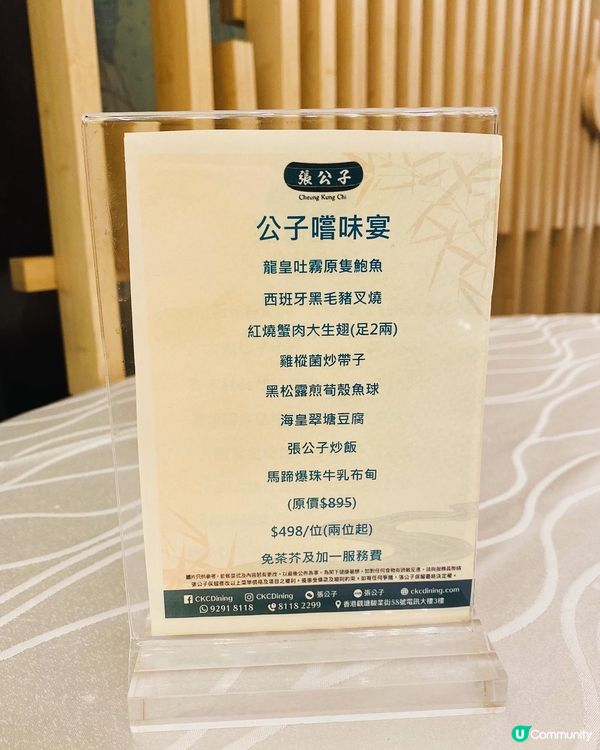 張公子
Cheung Kung Chi
公子嚐味宴
龍皇吐霧原隻鮑魚
西班牙黑毛豬叉燒
紅燒蟹肉大生翅(足2兩)
雞樅菌炒帶子
黑松露煎荀殼魚球
海皇翠塘豆腐
張公子炒飯
馬蹄爆珠牛乳布甸
(原價$895)
$498/位(兩位起)
免茶芥及加一服務費
CKCDining CKCDining 張公子 張公子 ckcdining.com
9291 8118 8118 2299 香港觀塘駿業街58號電訊大樓3樓
U Community